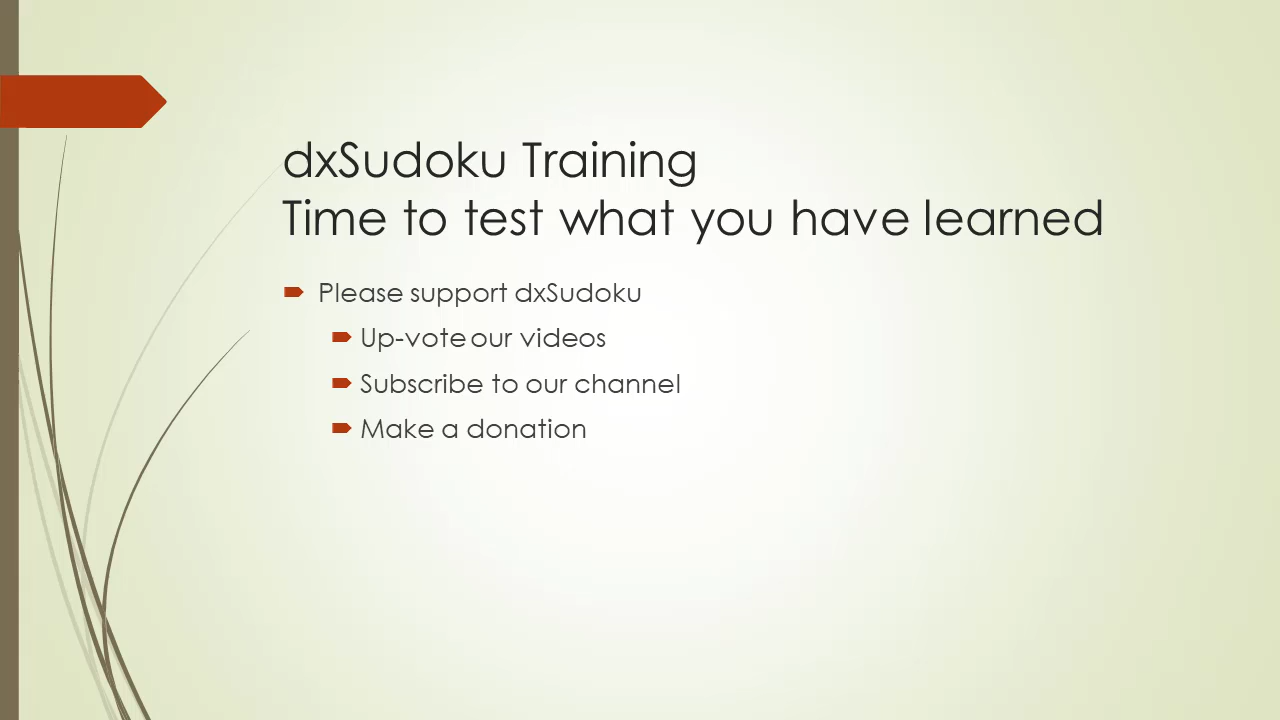 dxSudoku Training
Time to test what you have learned
Please support dxSudoku
Up-vote our videos
Subscribe to our channel
Make a donation